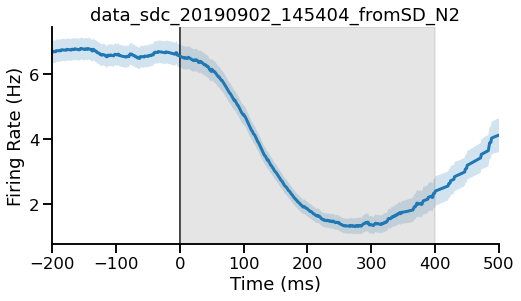 data_sdc_20190902_145404_fromSD_N2
Firing Rate (Hz)
6
4
2
−200 −100 0 100 200 300 400 500
Time (ms)